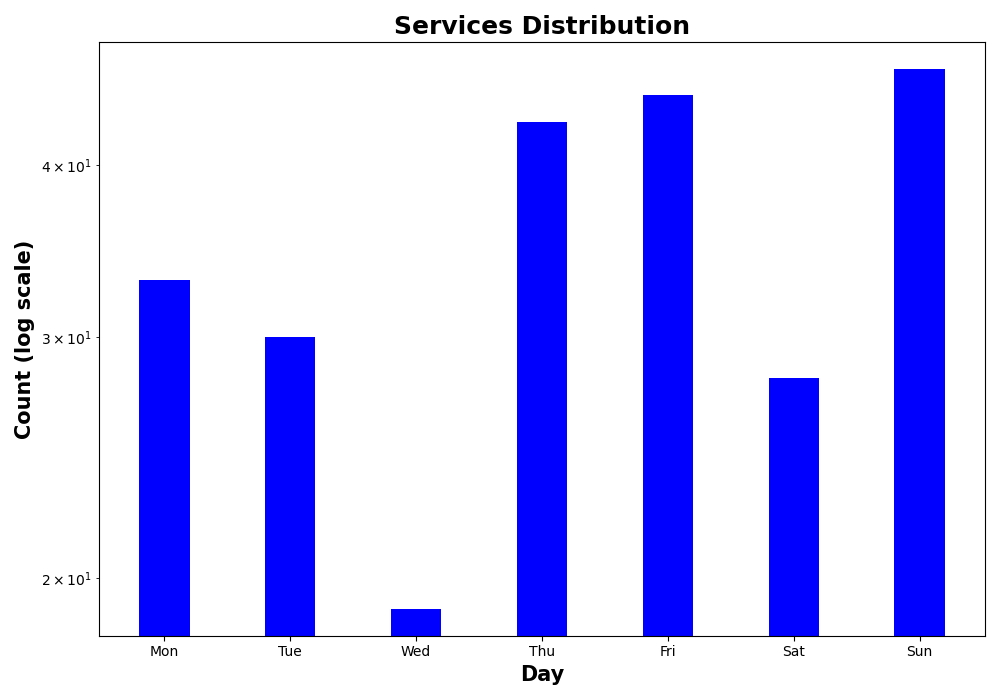 Services Distribution
Count (log scale)
4 × 10¹
3 × 10¹
2 × 10¹
Mon Tue Wed Thu Fri Sat Sun
Day